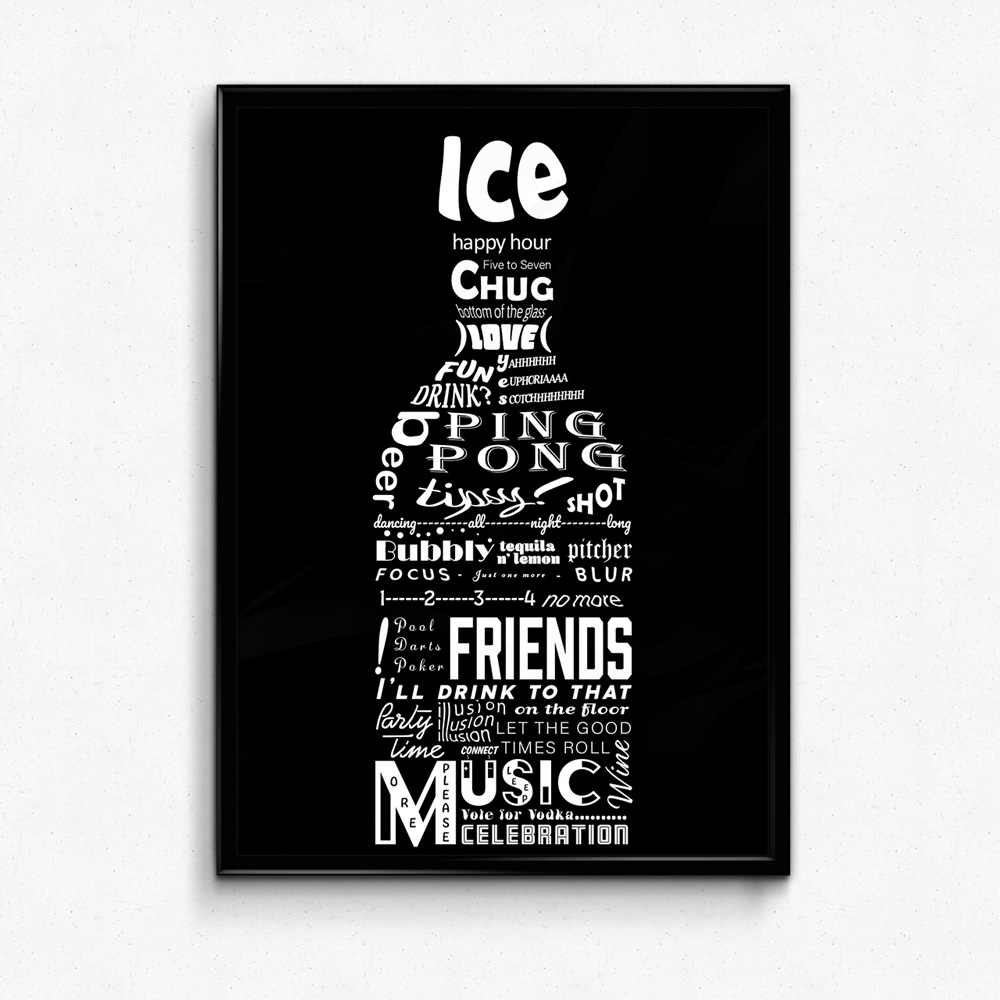 Ice
happy hour
Five to Seven
CHUG
bottom of the glass
)LOVE(
FUN yAHHHHHH
eUPHORIAAAA
DRINK? sCOTCHHHHHHHH
beer
PING
PONG
tipsy! SHOT
dancing---------all--------night--------long
Bubbly tequila n' lemon pitcher
FOCUS - Just one more - BLUR
1------2------3------4 no more
! Pool
Darts
Poker
FRIENDS
I'LL DRINK TO THAT
Party time
illusion
illusion
illusion
on the floor
LET THE GOOD
CONNECT TIMES ROLL
Wine
MUSIC
MORE
PLEASE
Vole for Vodka..........
CELEBRATION